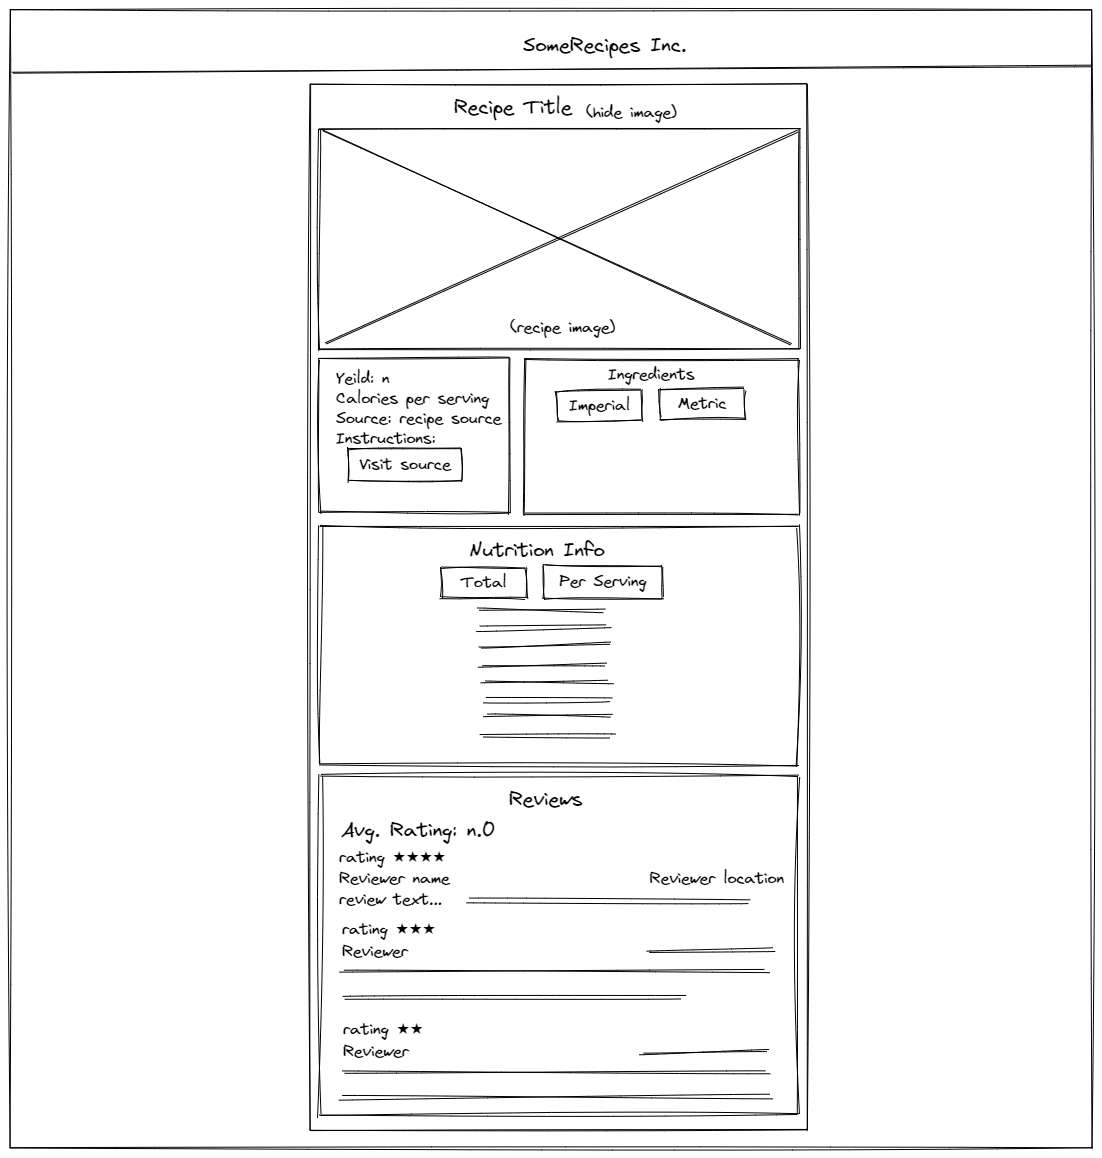 SomeRecipes Inc.
Recipe Title (hide image)
(recipe image)
Yeild: n
Calories per serving
Source: recipe source
Instructions:
Visit source
Ingredients
Imperial Metric
Nutrition Info
Total Per Serving
Reviews
Avg. Rating: n.0
rating ★★★★
Reviewer name Reviewer location
review text...
rating ★★★
Reviewer
rating ★★
Reviewer